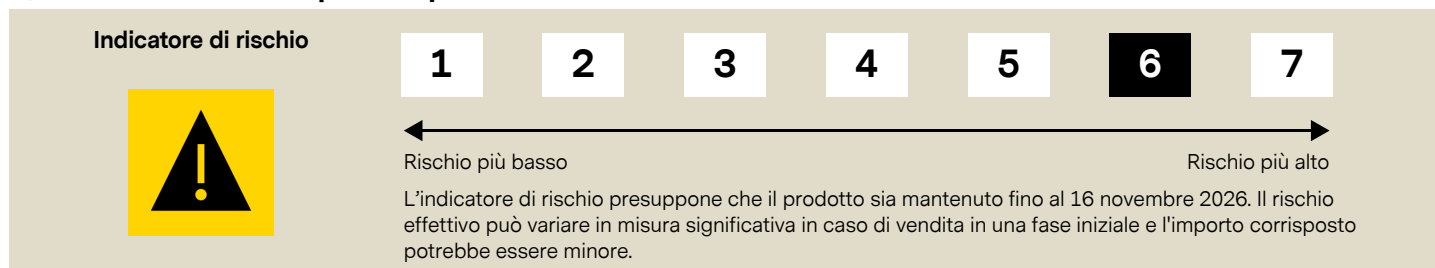 Indicatore di rischio
1 2 3 4 5 6 7
Rischio più basso Rischio più alto
L'indicatore di rischio presuppone che il prodotto sia mantenuto fino al 16 novembre 2026. Il rischio
effettivo può variare in misura significativa in caso di vendita in una fase iniziale e l'importo corrisposto
potrebbe essere minore.